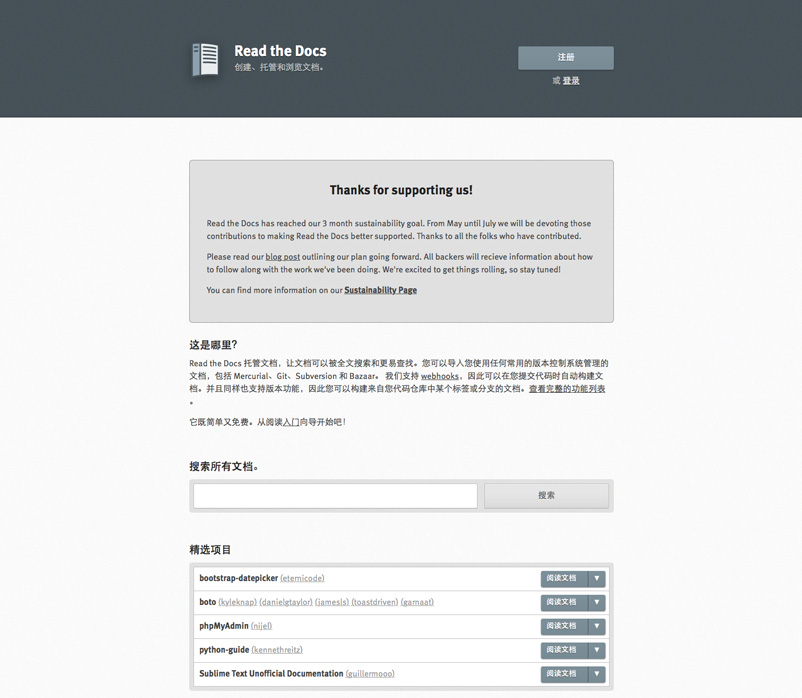 Read the Docs
创建、托管和浏览文档。
注册
或 登录
Thanks for supporting us!
Read the Docs has reached our 3 month sustainability goal. From May until July we will be devoting those
contributions to making Read the Docs better supported. Thanks to all the folks who have contributed.
Please read our blog post outlining our plan going forward. All backers will recieve information about how
to follow along with the work we've been doing. We're excited to get things rolling, so stay tuned!
You can find more information on our Sustainability Page
这是哪里?
Read the Docs 托管文档，让文档可以被全文搜索和更易查找。您可以导入您使用任何常用的版本控制系统管理的
文档，包括 Mercurial、Git、Subversion 和 Bazaar。 我们支持 webhooks，因此可以在您提交代码时自动构建文
档。并且同样也支持版本功能，因此您可以构建来自您代码仓库中某个标签或分支的文档。查看完整的功能列表
。
它既简单又免费。从阅读入门向导开始吧！
搜索所有文档。
搜索
精选项目
bootstrap-datepicker (eternicode) 阅读文档 ▼
boto (kyleknap) (danielgtaylor) (jamesls) (toastdriven) (garnaat) 阅读文档 ▼
phpMyAdmin (nijel) 阅读文档 ▼
python-guide (kennethreitz) 阅读文档 ▼
Sublime Text Unofficial Documentation (guillermooo) 阅读文档 ▼